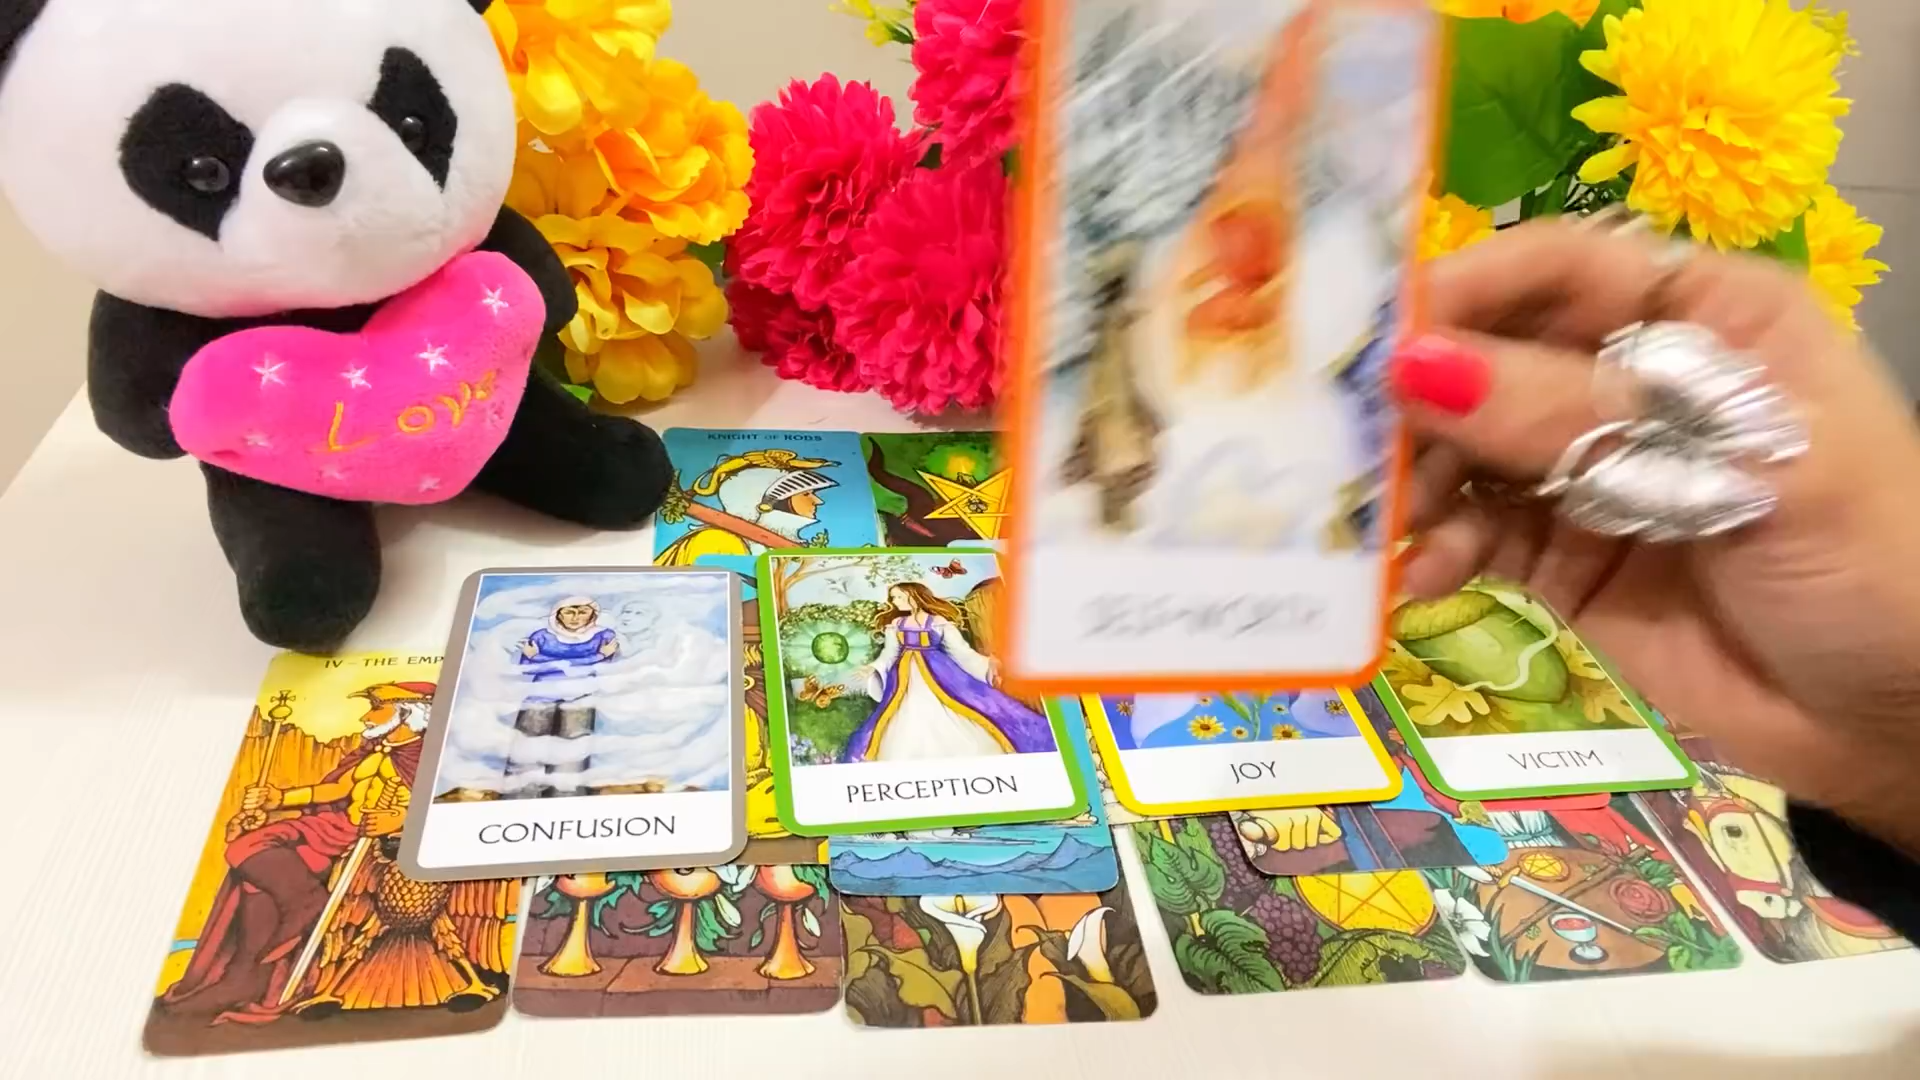 Love
KNIGHT OF RODS
IV - THE EMP
CONFUSION
PERCEPTION
JOY
VICTIM